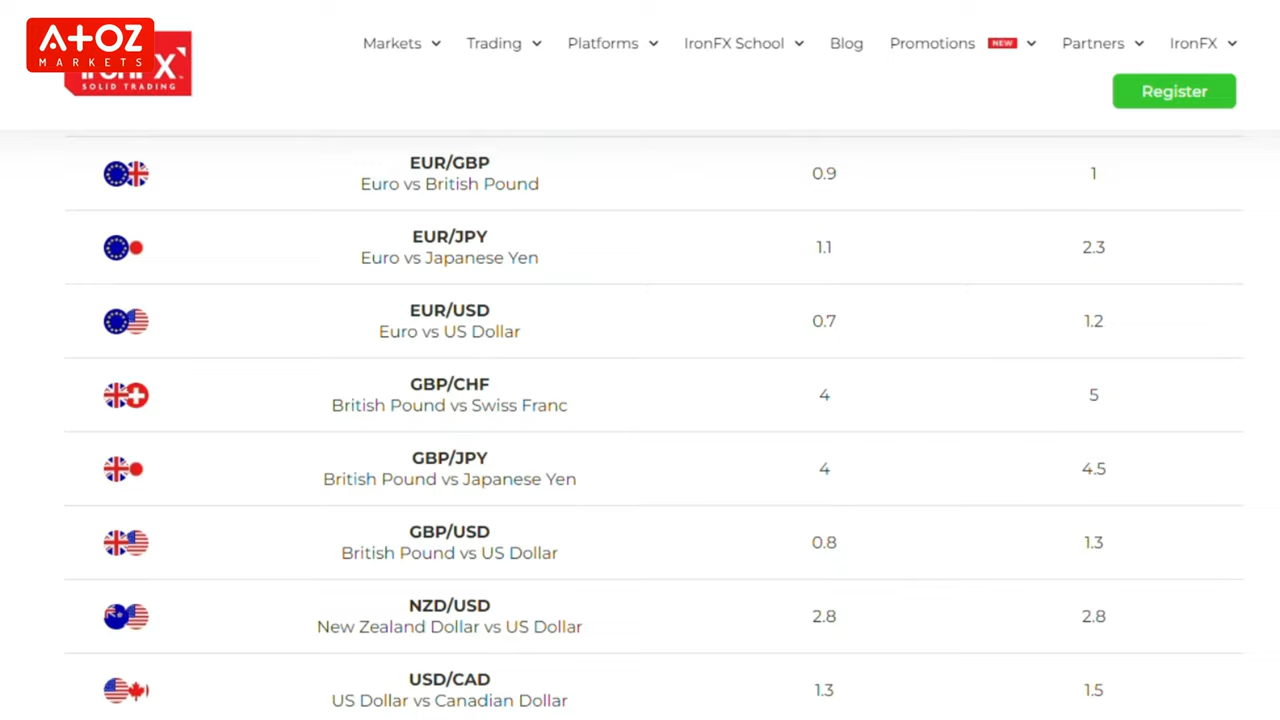 A+OZ
MARKETS
X
SOLID TRADING
Markets Trading Platforms IronFX School Blog Promotions NEW Partners IronFX
Register
EUR/GBP
Euro vs British Pound
0.9 1
EUR/JPY
Euro vs Japanese Yen
1.1 2.3
EUR/USD
Euro vs US Dollar
0.7 1.2
GBP/CHF
British Pound vs Swiss Franc
4 5
GBP/JPY
British Pound vs Japanese Yen
4 4.5
GBP/USD
British Pound vs US Dollar
0.8 1.3
NZD/USD
New Zealand Dollar vs US Dollar
2.8 2.8
USD/CAD
US Dollar vs Canadian Dollar
1.3 1.5